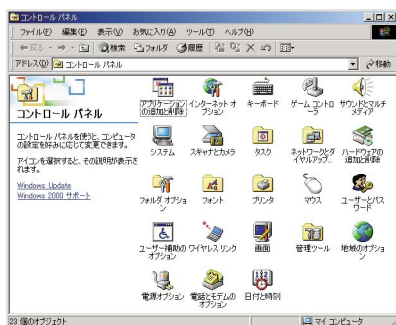 コントロール パネル
ファイル(F) 編集(E) 表示(V) お気に入り(A) ツール(T) ヘルプ(H)
戻る 検索 フォルダ 履歴
アドレス(D) コントロール パネル 移動
コントロール パネル
コントロール パネルを使うと、コンピュータ
の設定を好みに応じて変更できます。
アイコンを選択すると、その説明が表示さ
れます。
Windows Update
Windows 2000 サポート
アプリケーション
の追加と削除
インターネット オ
プション
キーボード
ゲーム コントロ
ーラ
サウンドとマルチ
メディア
システム
スキャナとカメラ
タスク
ネットワークとダ
イヤルアップ...
ハードウェアの
追加と削除
フォルダ オプショ
ン
フォント
プリンタ
マウス
ユーザーとパス
ワード
ユーザー補助の
オプション
ワイヤレス リンク
画面
管理ツール
地域のオプショ
ン
電源オプション
電話とモデムの
オプション
日付と時刻
23 個のオブジェクト
マイ コンピュータ